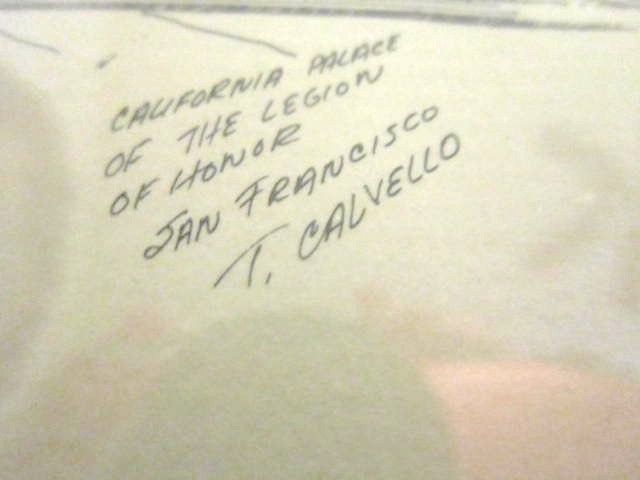 CALIFORNIA PALACE
OF THE LEGION
OF HONOR
SAN FRANCISCO
T. CALVELLO